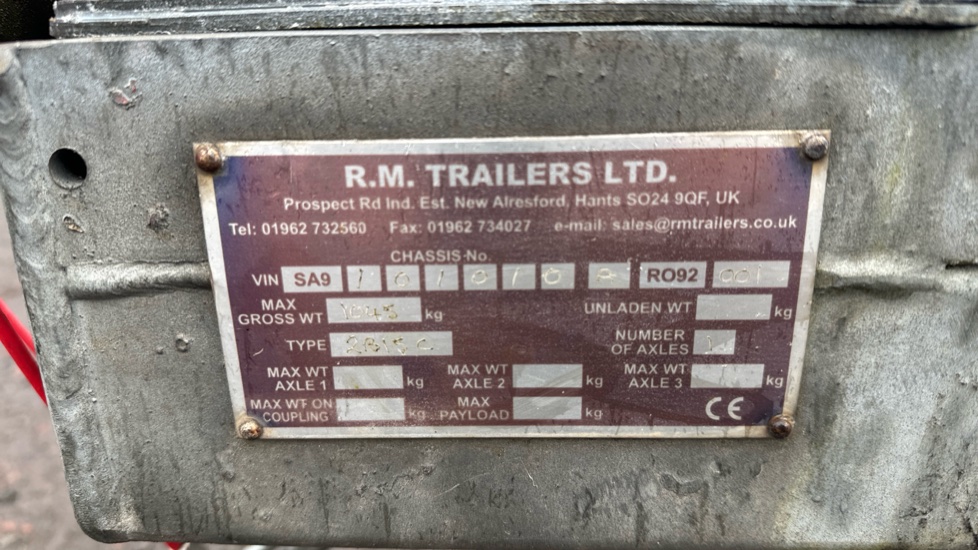 R.M. TRAILERS LTD.
Prospect Rd Ind. Est. New Alresford, Hants SO24 9QF, UK
Tel: 01962 732560 Fax: 01962 734027 e-mail: sales@rmtrailers.co.uk
CHASSIS No.
VIN SA9 RO92
MAX GROSS WT kg UNLADEN WT kg
TYPE NUMBER OF AXLES
MAX WT AXLE 1 kg MAX WT AXLE 2 kg MAX WT AXLE 3 kg
MAX WT ON COUPLING kg MAX PAYLOAD kg CE